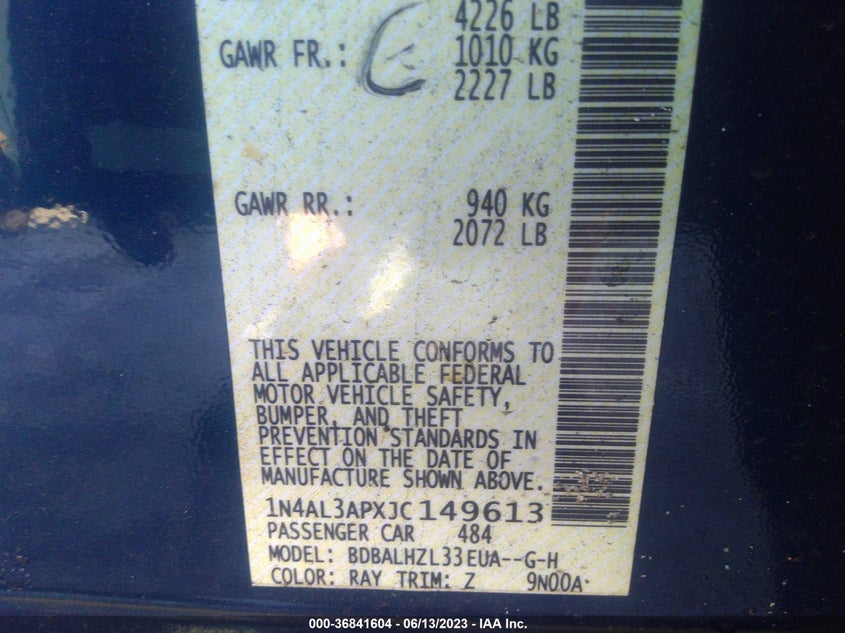 4226 LB
GAWR FR.: C 1010 KG
2227 LB
GAWR RR.: 940 KG
2072 LB
THIS VEHICLE CONFORMS TO
ALL APPLICABLE FEDERAL
MOTOR VEHICLE SAFETY,
BUMPER, AND THEFT
PREVENTION STANDARDS IN
EFFECT ON THE DATE OF
MANUFACTURE SHOWN ABOVE.
1N4AL3APXJC149613
PASSENGER CAR 484
MODEL: BDBALHZL33EUA--G-H
COLOR: RAY TRIM: Z 9N00A
000-36841604 - 06/13/2023 - IAA Inc.